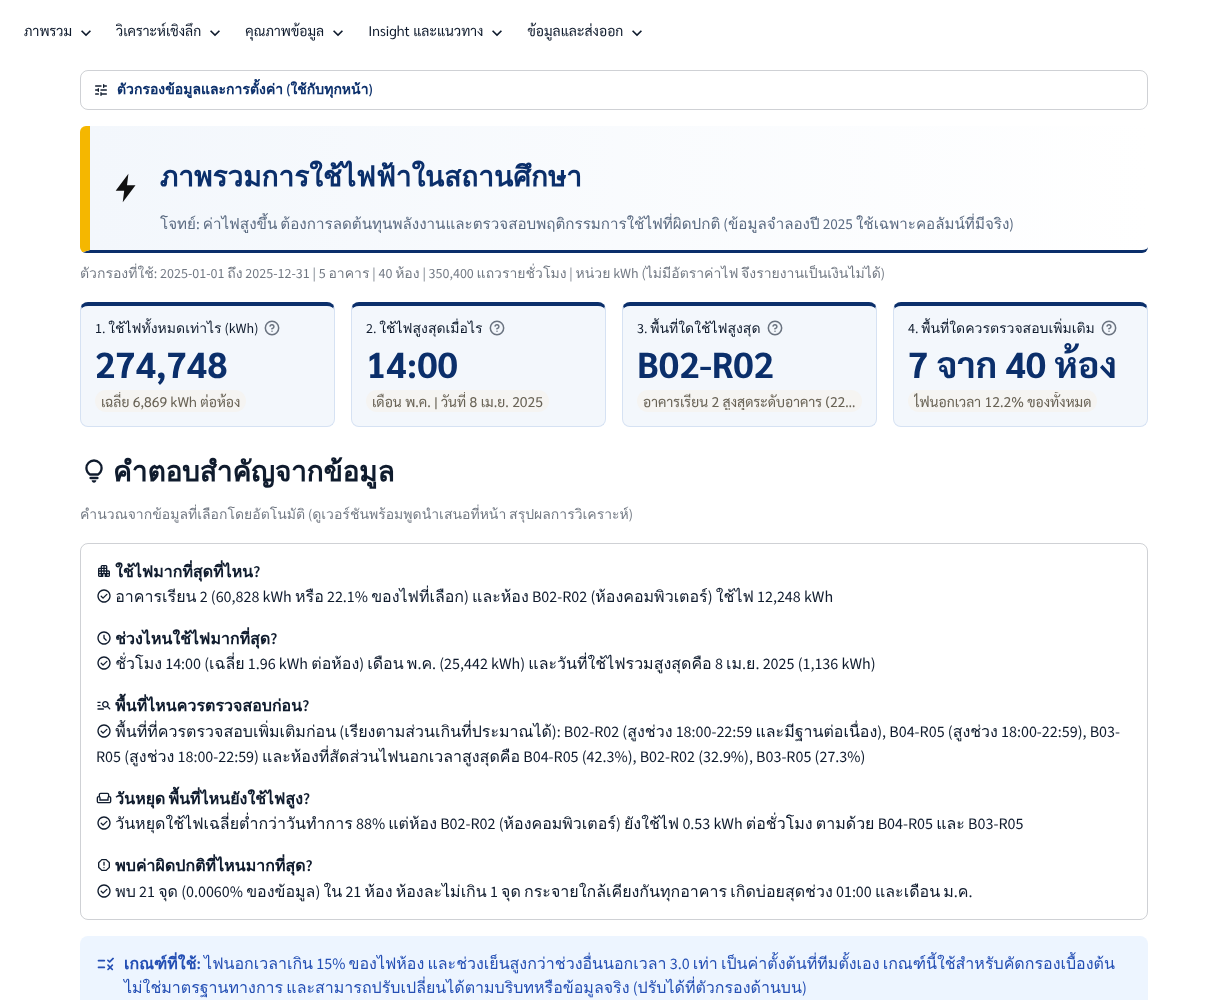 ภาพรวม วิเคราะห์เชิงลึก คุณภาพข้อมูล Insight และแนวทาง ข้อมูลและส่งออก
ตัวกรองข้อมูลและการตั้งค่า (ใช้กับทุกหน้า)
ภาพรวมการใช้ไฟฟ้าในสถานศึกษา
โจทย์: ค่าไฟสูงขึ้น ต้องการลดต้นทุนพลังงานและตรวจสอบพฤติกรรมการใช้ไฟที่ผิดปกติ (ข้อมูลจำลองปี 2025 ใช้เฉพาะคอลัมน์ที่มีจริง)
ตัวกรองที่ใช้: 2025-01-01 ถึง 2025-12-31 | 5 อาคาร | 40 ห้อง | 350,400 แถวรายชั่วโมง | หน่วย kWh (ไม่มีอัตราค่าไฟ จึงรายงานเป็นเงินไม่ได้)
1. ใช้ไฟทั้งหมดเท่าไร (kWh)
274,748
เฉลี่ย 6,869 kWh ต่อห้อง
2. ใช้ไฟสูงสุดเมื่อไร
14:00
เดือน พ.ค. | วันที่ 8 เม.ย. 2025
3. พื้นที่ใดใช้ไฟสูงสุด
B02-R02
อาคารเรียน 2 สูงสุดระดับอาคาร (22...
4. พื้นที่ใดควรตรวจสอบเพิ่มเติม
7 จาก 40 ห้อง
ไฟนอกเวลา 12.2% ของทั้งหมด
คำตอบสำคัญจากข้อมูล
คำนวณจากข้อมูลที่เลือกโดยอัตโนมัติ (ดูเวอร์ชันพร้อมพูดนำเสนอที่หน้า สรุปผลการวิเคราะห์)
ใช้ไฟมากที่สุดที่ไหน?
อาคารเรียน 2 (60,828 kWh หรือ 22.1% ของไฟที่เลือก) และห้อง B02-R02 (ห้องคอมพิวเตอร์) ใช้ไฟ 12,248 kWh
ช่วงไหนใช้ไฟมากที่สุด?
ชั่วโมง 14:00 (เฉลี่ย 1.96 kWh ต่อห้อง) เดือน พ.ค. (25,442 kWh) และวันที่ใช้ไฟรวมสูงสุดคือ 8 เม.ย. 2025 (1,136 kWh)
พื้นที่ไหนควรตรวจสอบก่อน?
พื้นที่ที่ควรตรวจสอบเพิ่มเติมก่อน (เรียงตามส่วนเกินที่ประมาณได้): B02-R02 (สูงช่วง 18:00-22:59 และมีฐานต่อเนื่อง), B04-R05 (สูงช่วง 18:00-22:59), B03-
R05 (สูงช่วง 18:00-22:59) และห้องที่สัดส่วนไฟนอกเวลาสูงสุดคือ B04-R05 (42.3%), B02-R02 (32.9%), B03-R05 (27.3%)
วันหยุด พื้นที่ไหนยังใช้ไฟสูง?
วันหยุดใช้ไฟเฉลี่ยต่ำกว่าวันทำการ 88% แต่ห้อง B02-R02 (ห้องคอมพิวเตอร์) ยังใช้ไฟ 0.53 kWh ต่อชั่วโมง ตามด้วย B04-R05 และ B03-R05
พบค่าผิดปกติที่ไหนมากที่สุด?
พบ 21 จุด (0.0060% ของข้อมูล) ใน 21 ห้อง ห้องละไม่เกิน 1 จุด กระจายใกล้เคียงกันทุกอาคาร เกิดบ่อยสุดช่วง 01:00 และเดือน ม.ค.
เกณฑ์ที่ใช้: ไฟนอกเวลาเกิน 15% ของไฟห้อง และช่วงเย็นสูงกว่าช่วงอื่นนอกเวลา 3.0 เท่า เป็นค่าตั้งต้นที่ทีมตั้งเอง เกณฑ์นี้ใช้สำหรับคัดกรองเบื้องต้น
ไม่ใช่มาตรฐานทางการ และสามารถปรับเปลี่ยนได้ตามบริบทหรือข้อมูลจริง (ปรับได้ที่ตัวกรองด้านบน)